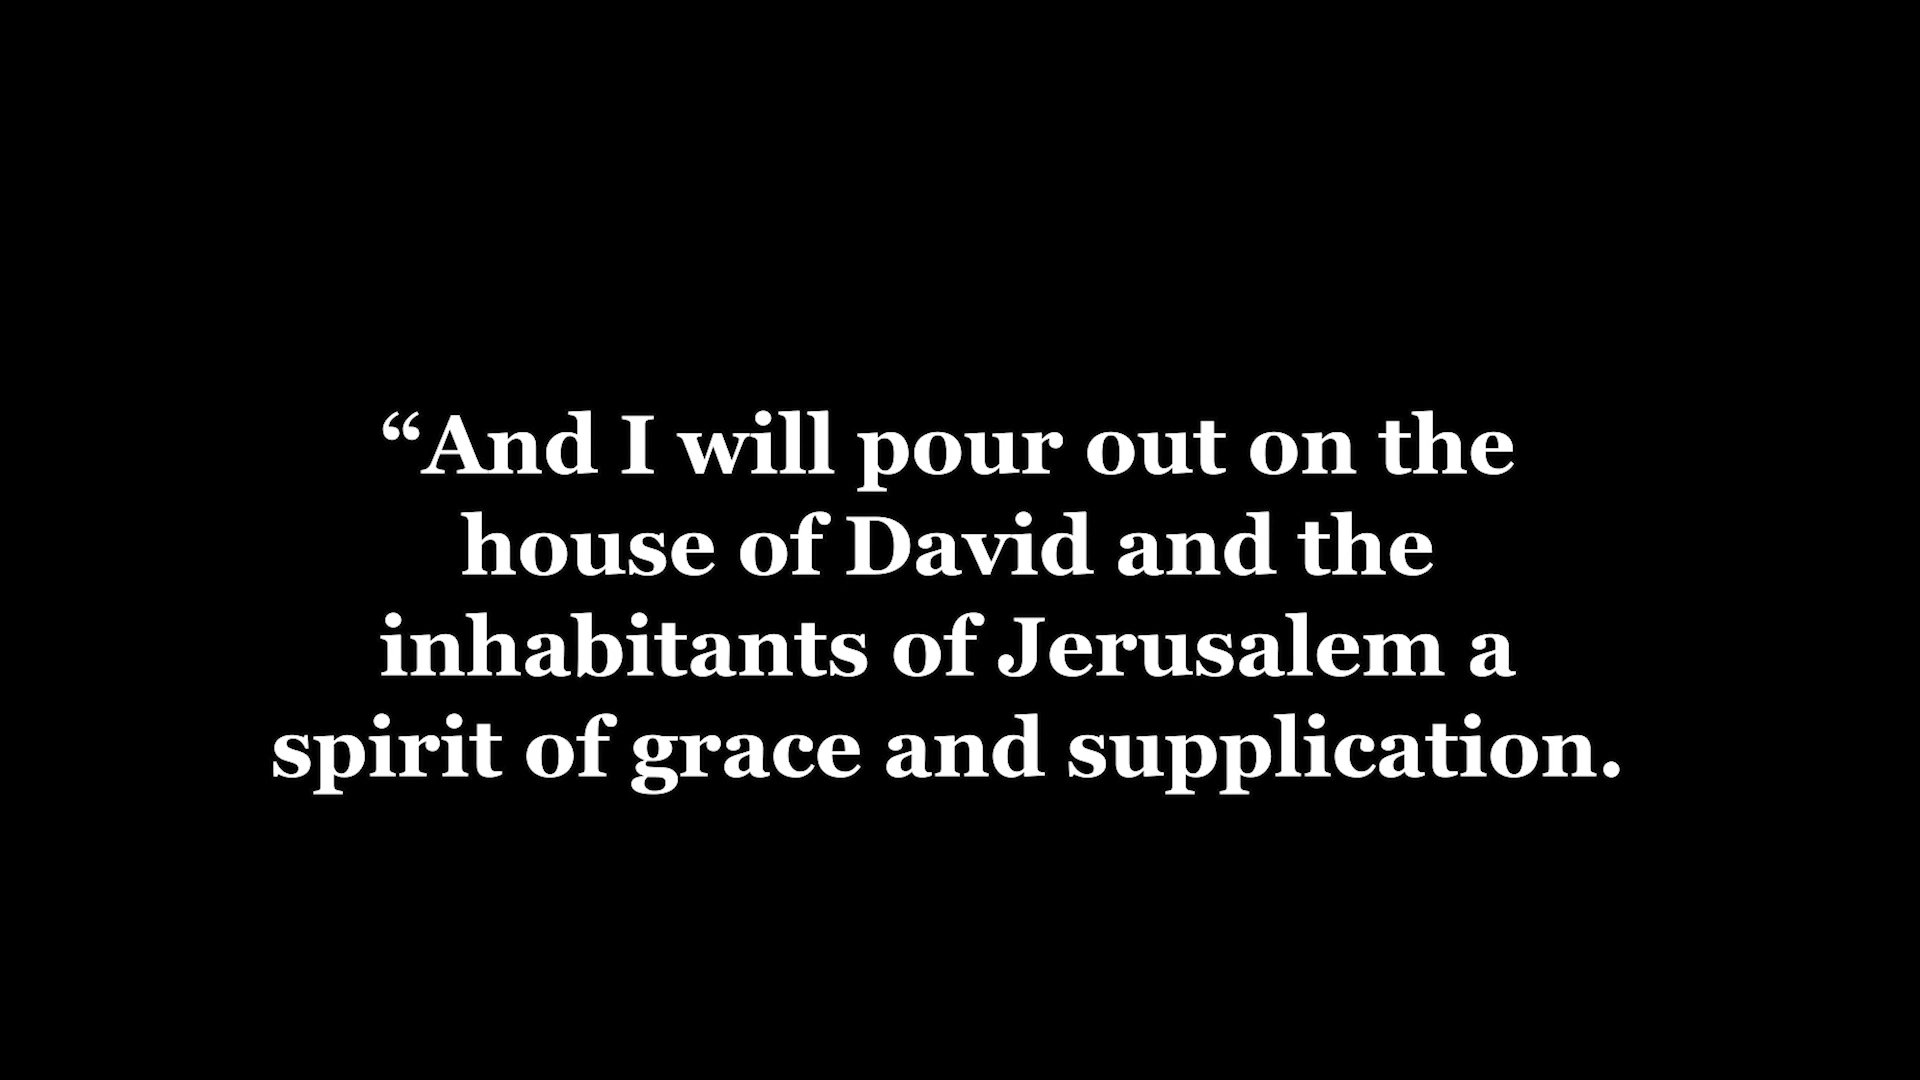 “And I will pour out on the
house of David and the
inhabitants of Jerusalem a
spirit of grace and supplication.